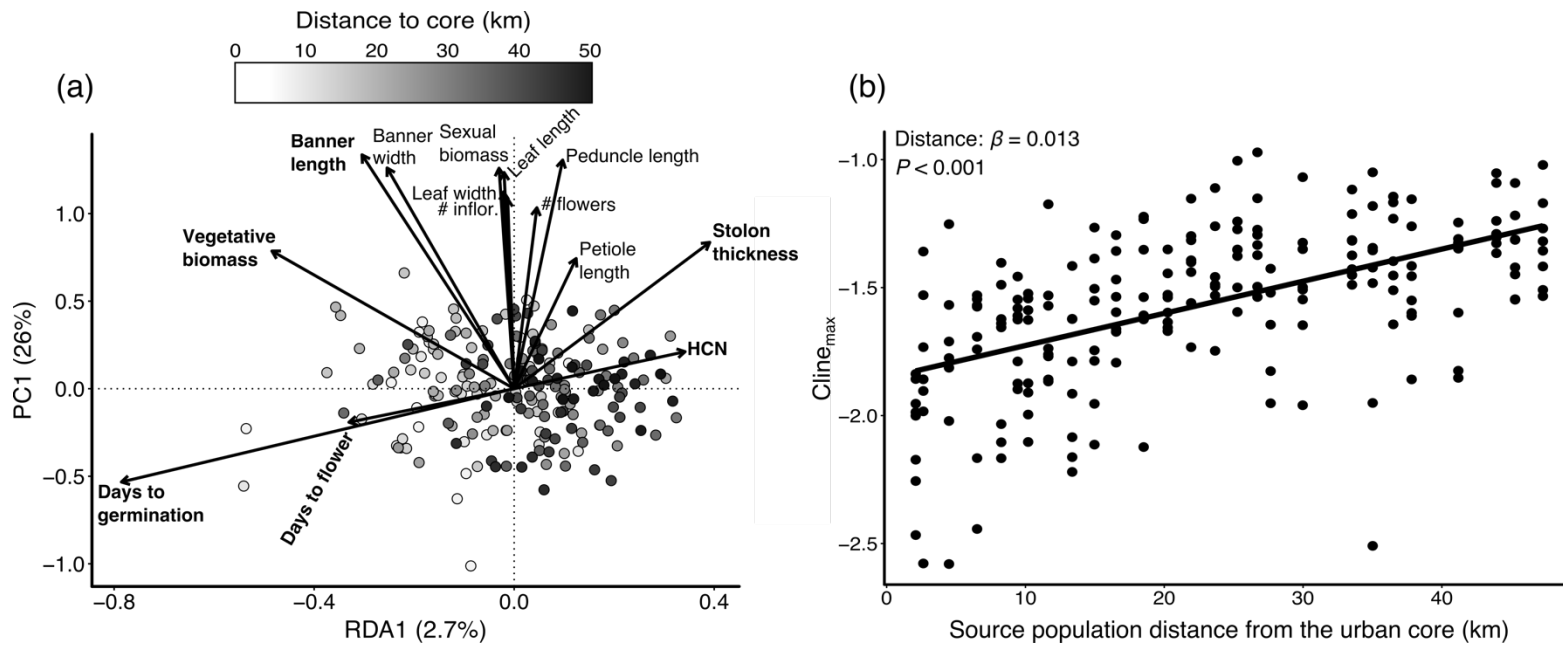 Distance to core (km)
0 10 20 30 40 50
(a)
Banner
length
Banner
width
Sexual
biomass
Leaf length
Peduncle length
Leaf width
# inflor.
# flowers
Vegetative
biomass
Petiole
length
Stolon
thickness
HCN
Days to
germination
Days to flower
1.0
0.5
0.0
−0.5
−1.0
PC1 (26%)
−0.8 −0.4 0.0 0.4
RDA1 (2.7%)
(b)
Distance: β = 0.013
P < 0.001
−1.0
−1.5
−2.0
−2.5
Clinemax
0 10 20 30 40
Source population distance from the urban core (km)